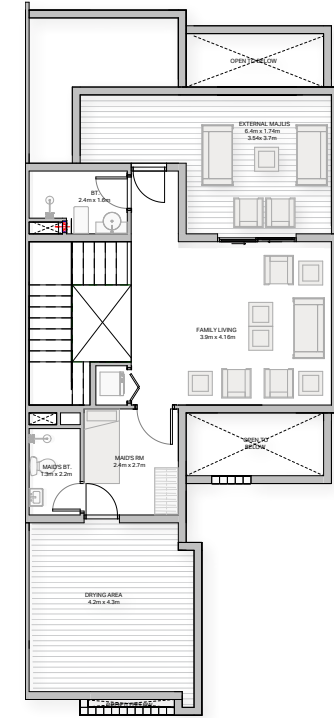 OPEN TO BELOW
EXTERNAL MAJLIS
6.4m x 1.74m
3.54x 3.7m
BT.
2.4m x 1.6m
FAMILY LIVING
3.9m x 4.16m
OPEN TO
BELOW
MAID'S RM
2.4m x 2.7m
MAID'S BT.
1.3m x 2.2m
DRYING AREA
4.2m x 4.3m